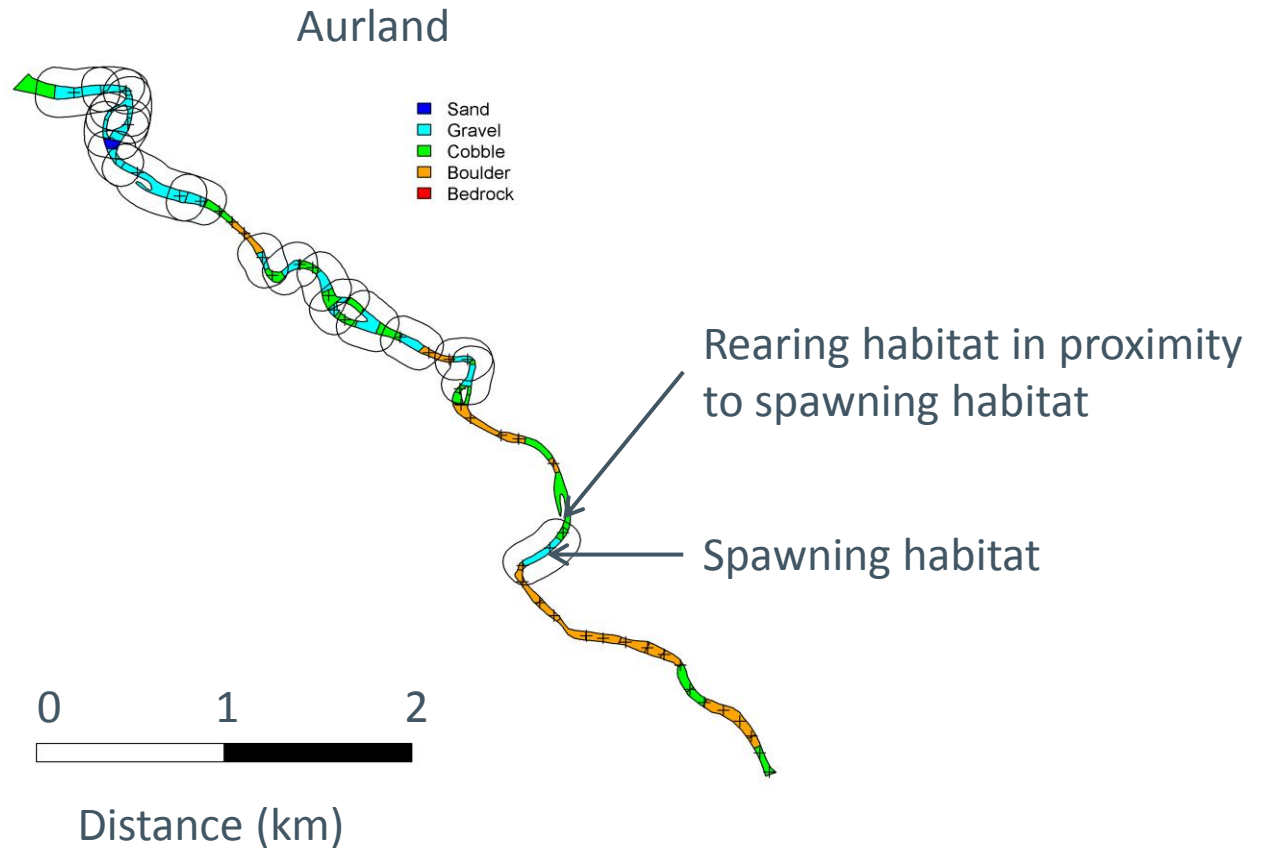 Aurland
Sand
Gravel
Cobble
Boulder
Bedrock
Rearing habitat in proximity
to spawning habitat
Spawning habitat
0 1 2
Distance (km)